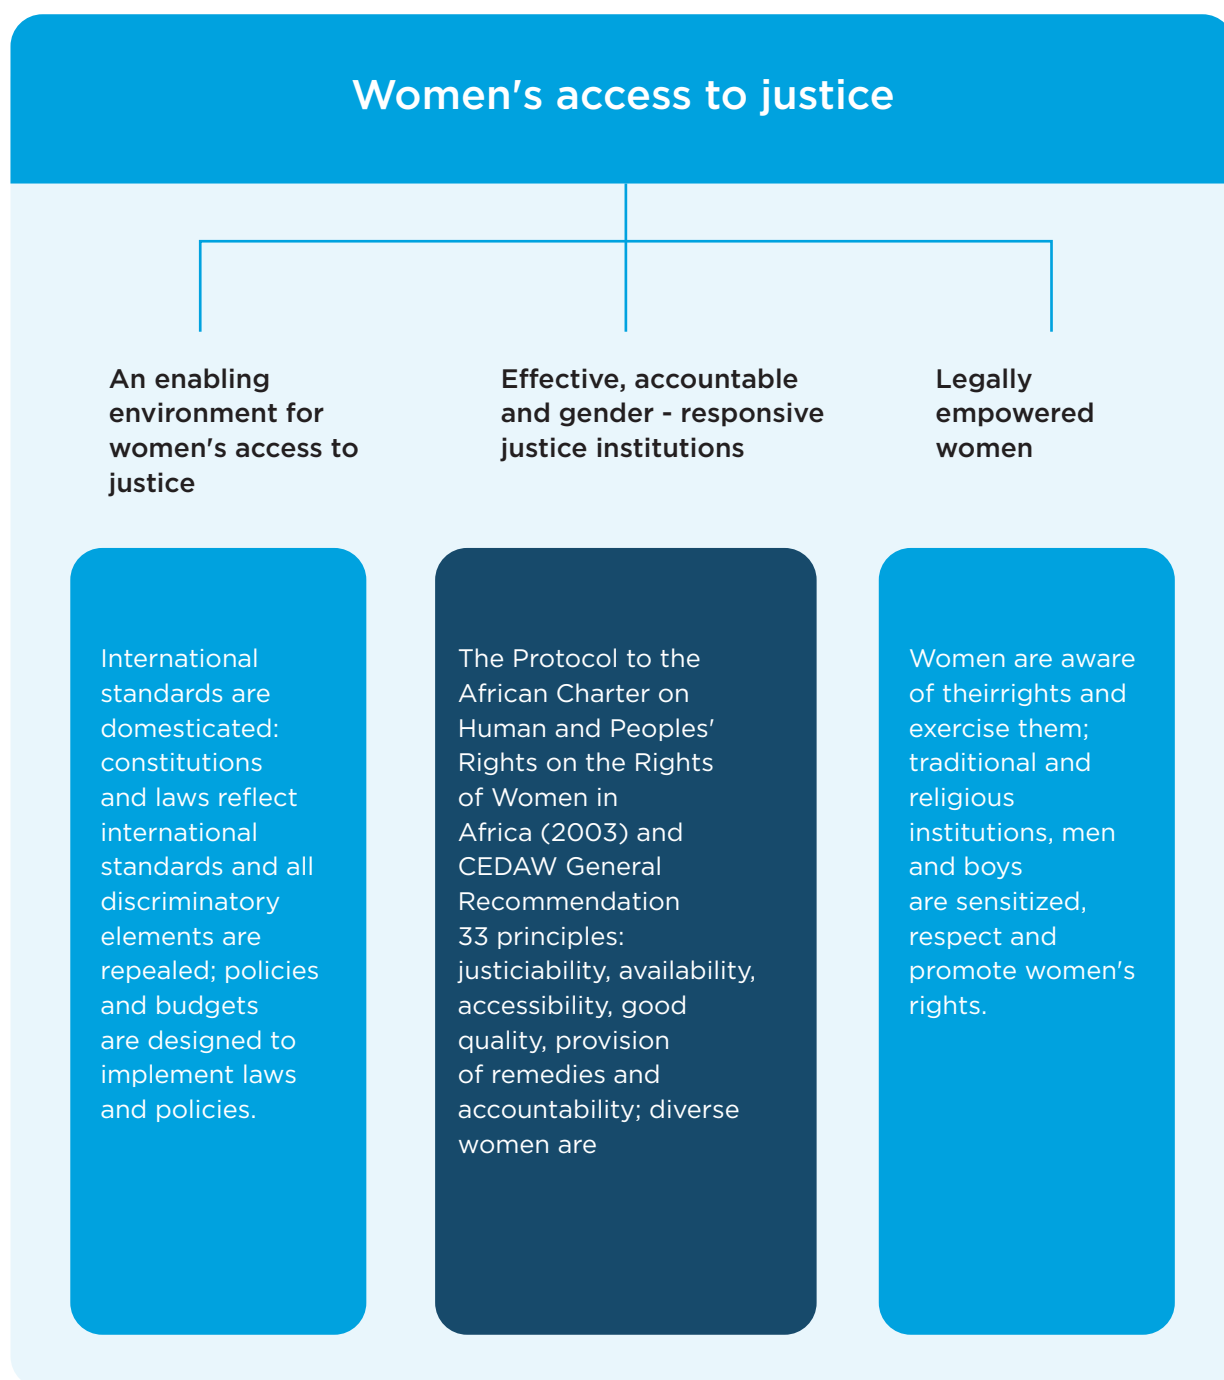 Women's access to justice
An enabling
environment for
women's access to
justice
Effective, accountable
and gender - responsive
justice institutions
Legally
empowered
women
International
standards are
domesticated:
constitutions
and laws reflect
international
standards and all
discriminatory
elements are
repealed; policies
and budgets
are designed to
implement laws
and policies.
The Protocol to the
African Charter on
Human and Peoples'
Rights on the Rights
of Women in
Africa (2003) and
CEDAW General
Recommendation
33 principles:
justiciability, availability,
accessibility, good
quality, provision
of remedies and
accountability; diverse
women are
Women are aware
of theirrights and
exercise them;
traditional and
religious
institutions, men
and boys
are sensitized,
respect and
promote women's
rights.